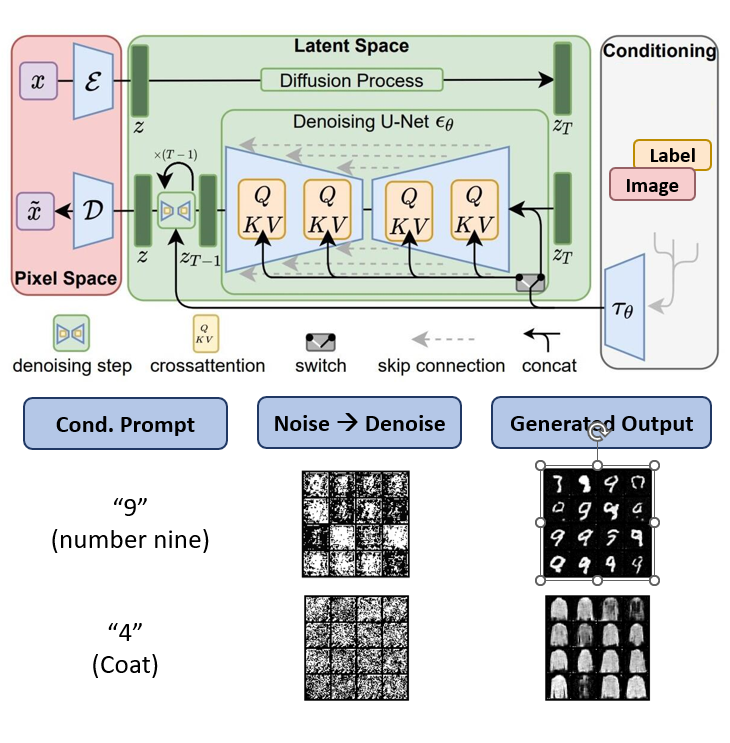 Latent Space
Conditioning
x
ℰ
Diffusion Process
z
z_T
Denoising U-Net ϵ_θ
Label
Image
×(T−1)
Q
KV
Q
KV
Q
KV
Q
KV
x̃
𝒟
z
z_{T−1}
z_T
Pixel Space
τ_θ
Q
KV
denoising step
crossattention
switch
skip connection
concat
Cond. Prompt
Noise → Denoise
Generated Output
“9”
(number nine)
“4”
(Coat)